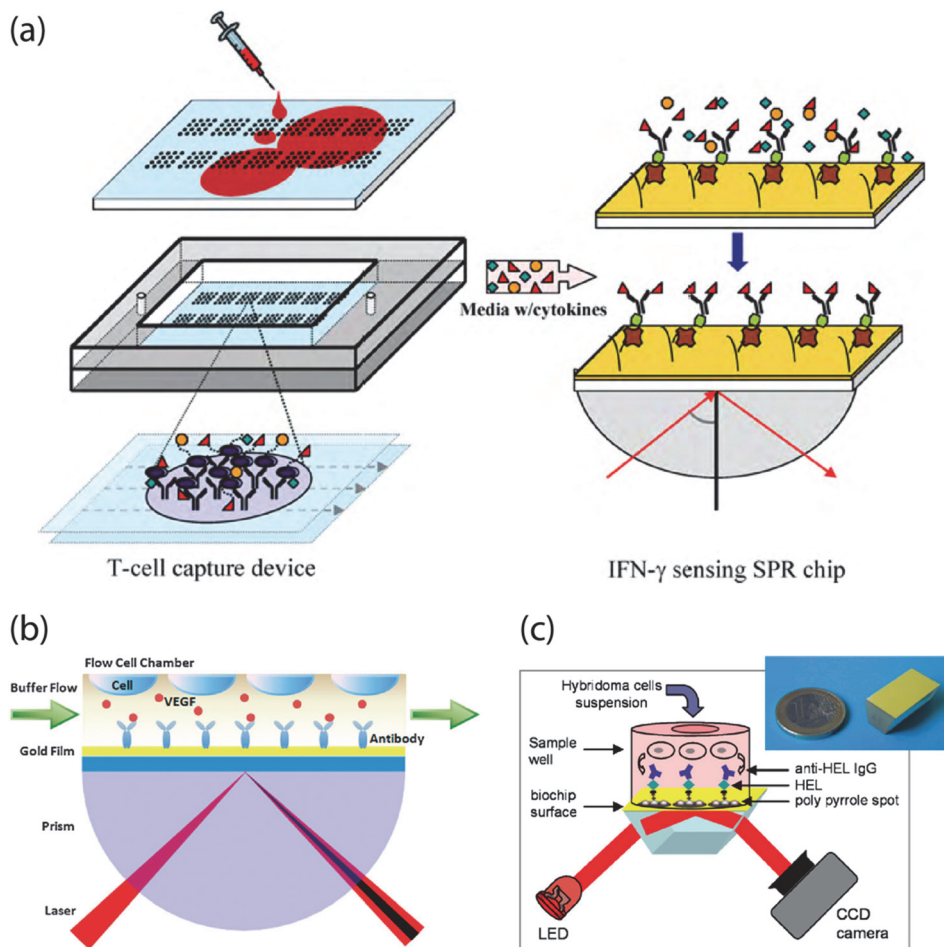 (a)
Media w/cytokines
T-cell capture device
IFN-γ sensing SPR chip
(b)
Flow Cell Chamber
Buffer Flow
Cell
VEGF
Antibody
Gold Film
Prism
Laser
(c)
Hybridoma cells
suspension
Sample
well
anti-HEL IgG
HEL
biochip
surface
poly pyrrole spot
LED
CCD
camera